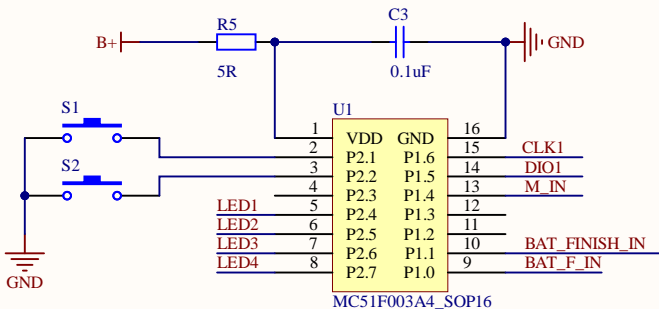 R5
C3
B+
GND
5R
0.1uF
S1
U1
1 VDD GND 16
2 P2.1 P1.6 15 CLK1
S2
3 P2.2 P1.5 14 DIO1
4 P2.3 P1.4 13 M_IN
LED1 5 P2.4 P1.3 12
LED2 6 P2.5 P1.2 11
LED3 7 P2.6 P1.1 10 BAT_FINISH_IN
LED4 8 P2.7 P1.0 9 BAT_F_IN
GND
MC51F003A4_SOP16